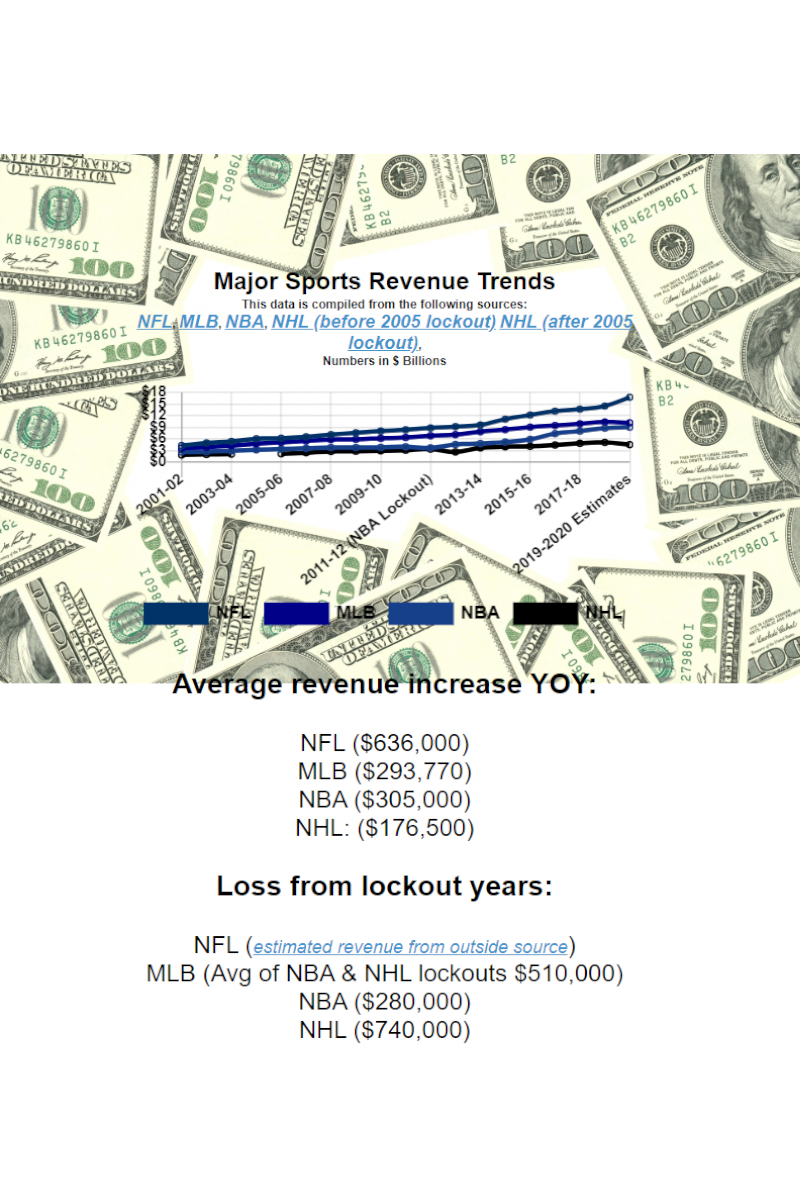 Major Sports Revenue Trends
This data is compiled from the following sources:
NFL, MLB, NBA, NHL (before 2005 lockout) NHL (after 2005
lockout),
Numbers in $ Billions
$18
$15
$12
$9
$6
$3
$0
2001-02
2003-04
2005-06
2007-08
2009-10
2011-12 (NBA Lockout)
2013-14
2015-16
2017-18
2019-2020 Estimates
NFL
MLB
NBA
NHL
Average revenue increase YOY:
NFL ($636,000)
MLB ($293,770)
NBA ($305,000)
NHL: ($176,500)
Loss from lockout years:
NFL (estimated revenue from outside source)
MLB (Avg of NBA & NHL lockouts $510,000)
NBA ($280,000)
NHL ($740,000)